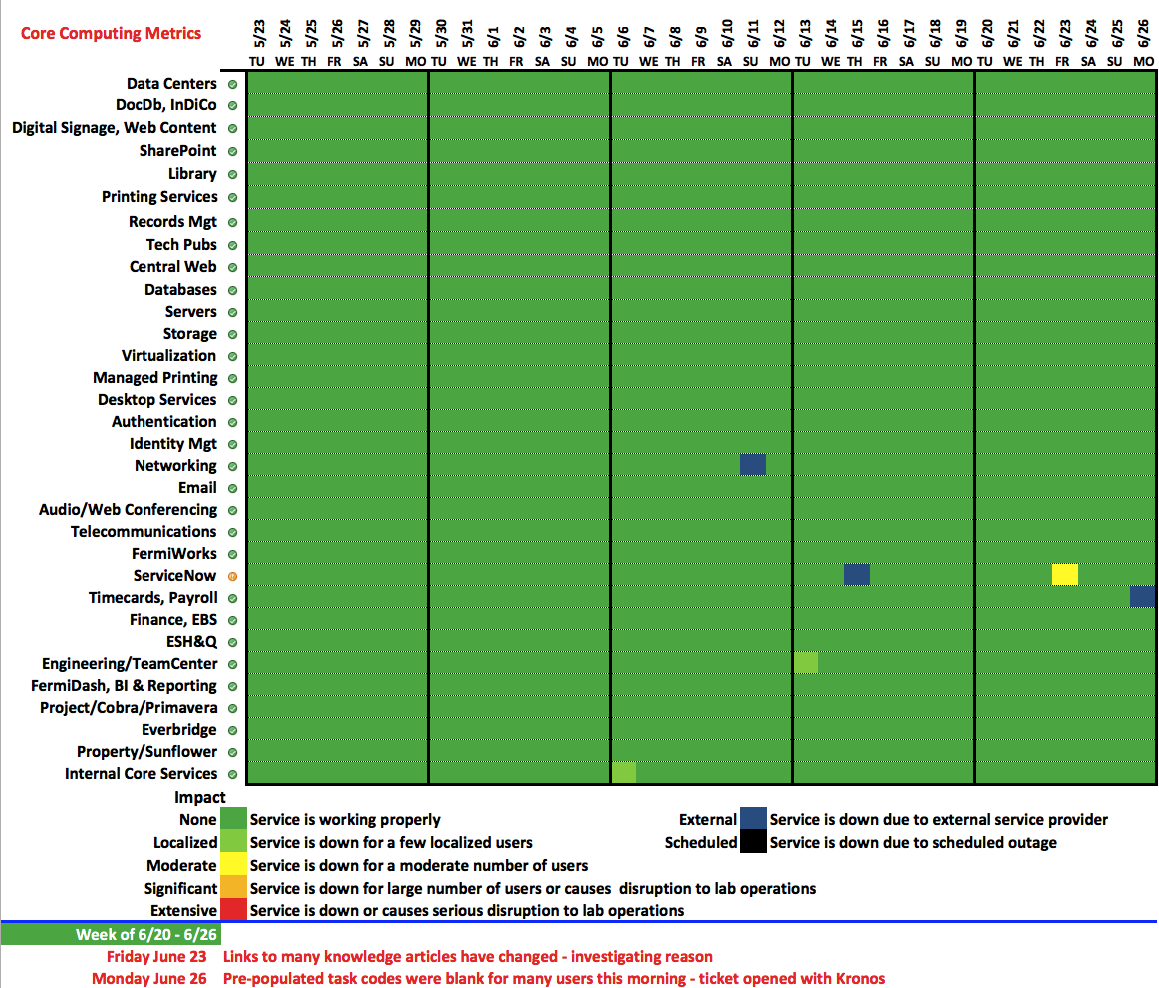 Core Computing Metrics
5/23 5/24 5/25 5/26 5/27 5/28 5/29 5/30 5/31 6/1 6/2 6/3 6/4 6/5 6/6 6/7 6/8 6/9 6/10 6/11 6/12 6/13 6/14 6/15 6/16 6/17 6/18 6/19 6/20 6/21 6/22 6/23 6/24 6/25 6/26
TU WE TH FR SA SU MO TU WE TH FR SA SU MO TU WE TH FR SA SU MO TU WE TH FR SA SU MO TU WE TH FR SA SU MO
Data Centers
DocDb, InDiCo
Digital Signage, Web Content
SharePoint
Library
Printing Services
Records Mgt
Tech Pubs
Central Web
Databases
Servers
Storage
Virtualization
Managed Printing
Desktop Services
Authentication
Identity Mgt
Networking
Email
Audio/Web Conferencing
Telecommunications
FermiWorks
ServiceNow
Timecards, Payroll
Finance, EBS
ESH&Q
Engineering/TeamCenter
FermiDash, BI & Reporting
Project/Cobra/Primavera
Everbridge
Property/Sunflower
Internal Core Services
Impact
None Service is working properly External Service is down due to external service provider
Localized Service is down for a few localized users Scheduled Service is down due to scheduled outage
Moderate Service is down for a moderate number of users
Significant Service is down for large number of users or causes disruption to lab operations
Extensive Service is down or causes serious disruption to lab operations
Week of 6/20 - 6/26
Friday June 23 Links to many knowledge articles have changed - investigating reason
Monday June 26 Pre-populated task codes were blank for many users this morning - ticket opened with Kronos